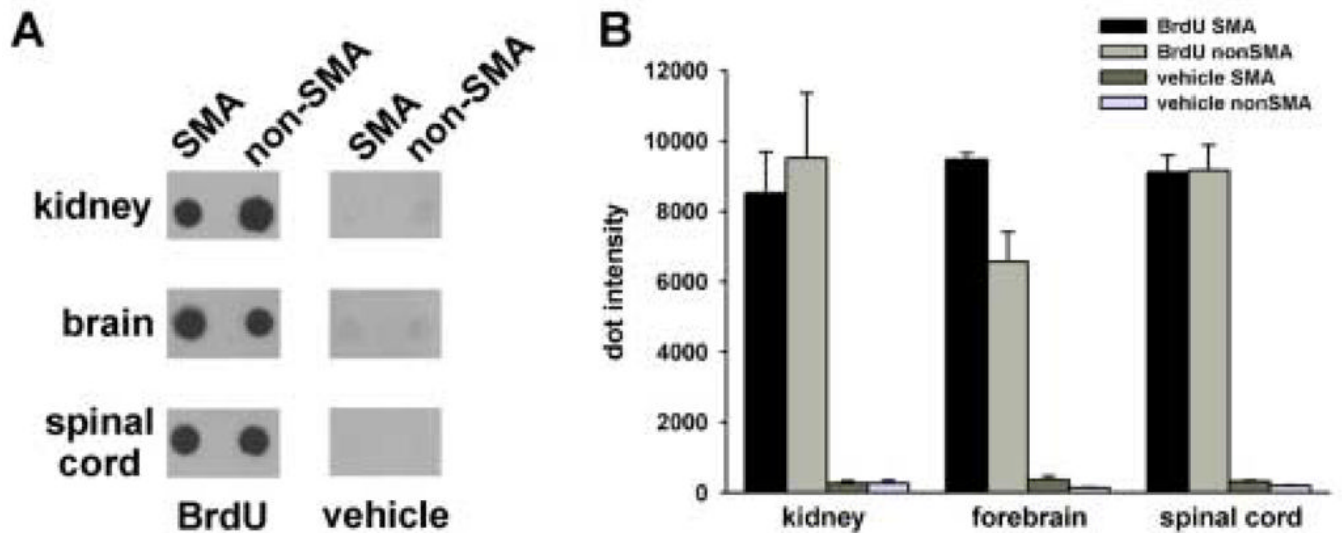 A
SMA non-SMA SMA non-SMA
kidney
brain
spinal
cord
BrdU vehicle
B
BrdU SMA
BrdU nonSMA
vehicle SMA
vehicle nonSMA
12000
10000
8000
6000
4000
2000
0
dot intensity
kidney forebrain spinal cord